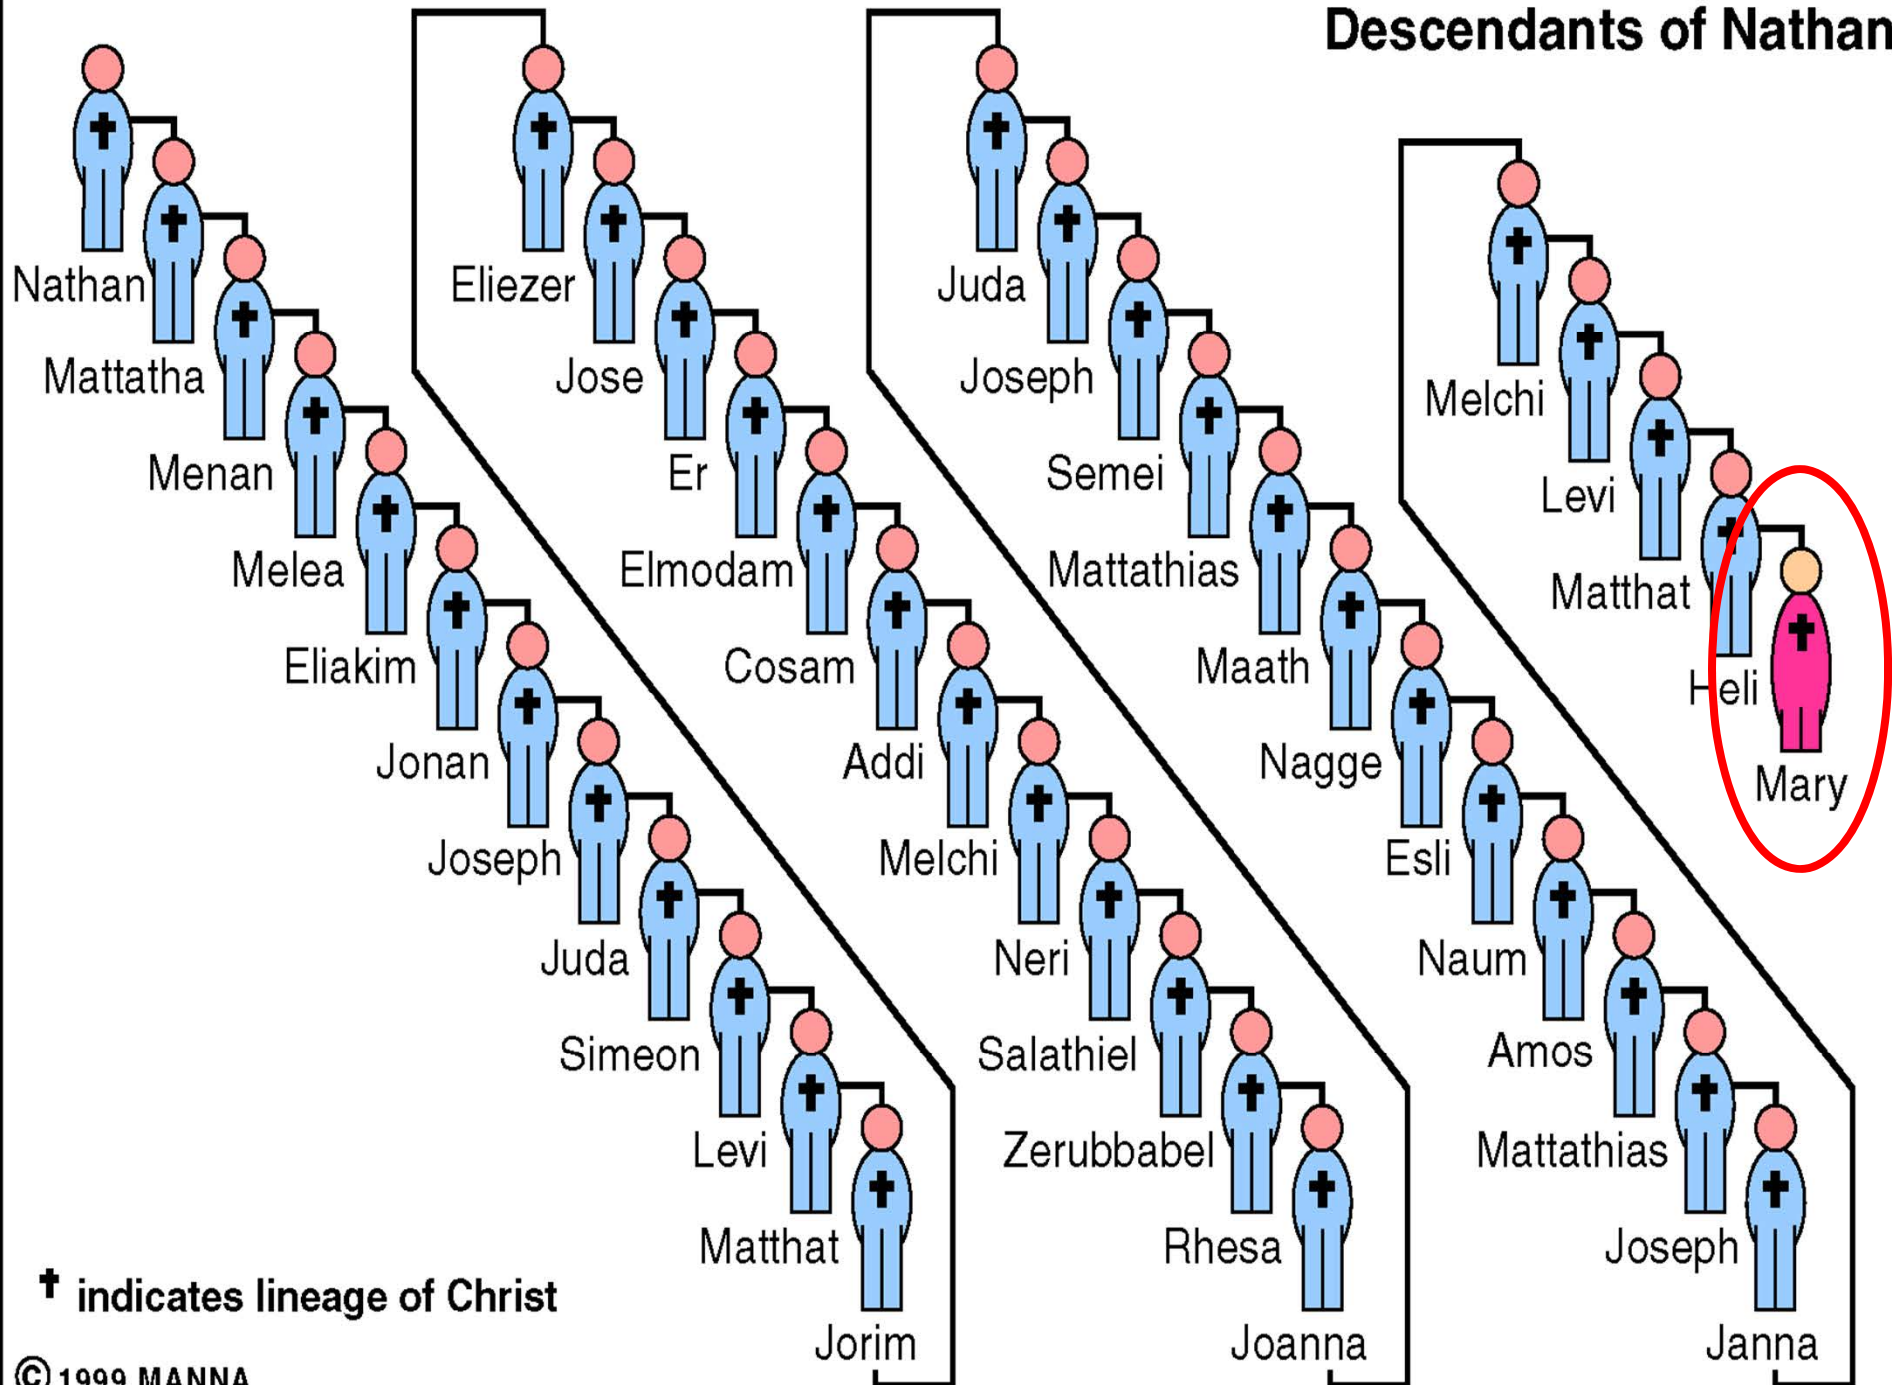 Descendants of Nathan
Nathan
Mattatha
Menan
Melea
Eliakim
Jonan
Joseph
Juda
Simeon
Levi
Matthat
Jorim
Eliezer
Jose
Er
Elmodam
Cosam
Addi
Melchi
Neri
Salathiel
Zerubbabel
Rhesa
Joanna
Juda
Joseph
Semei
Mattathias
Maath
Nagge
Esli
Naum
Amos
Mattathias
Joseph
Janna
Melchi
Levi
Matthat
Heli
Mary
✝ indicates lineage of Christ
© 1999 MANNA